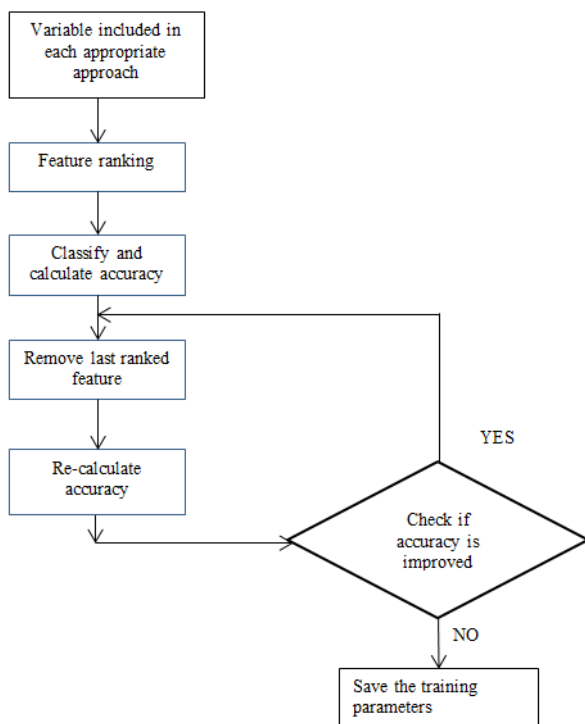 Variable included in
each appropriate
approach
Feature ranking
Classify and
calculate accuracy
Remove last ranked
feature
Re-calculate
accuracy
YES
Check if
accuracy is
improved
NO
Save the training
parameters